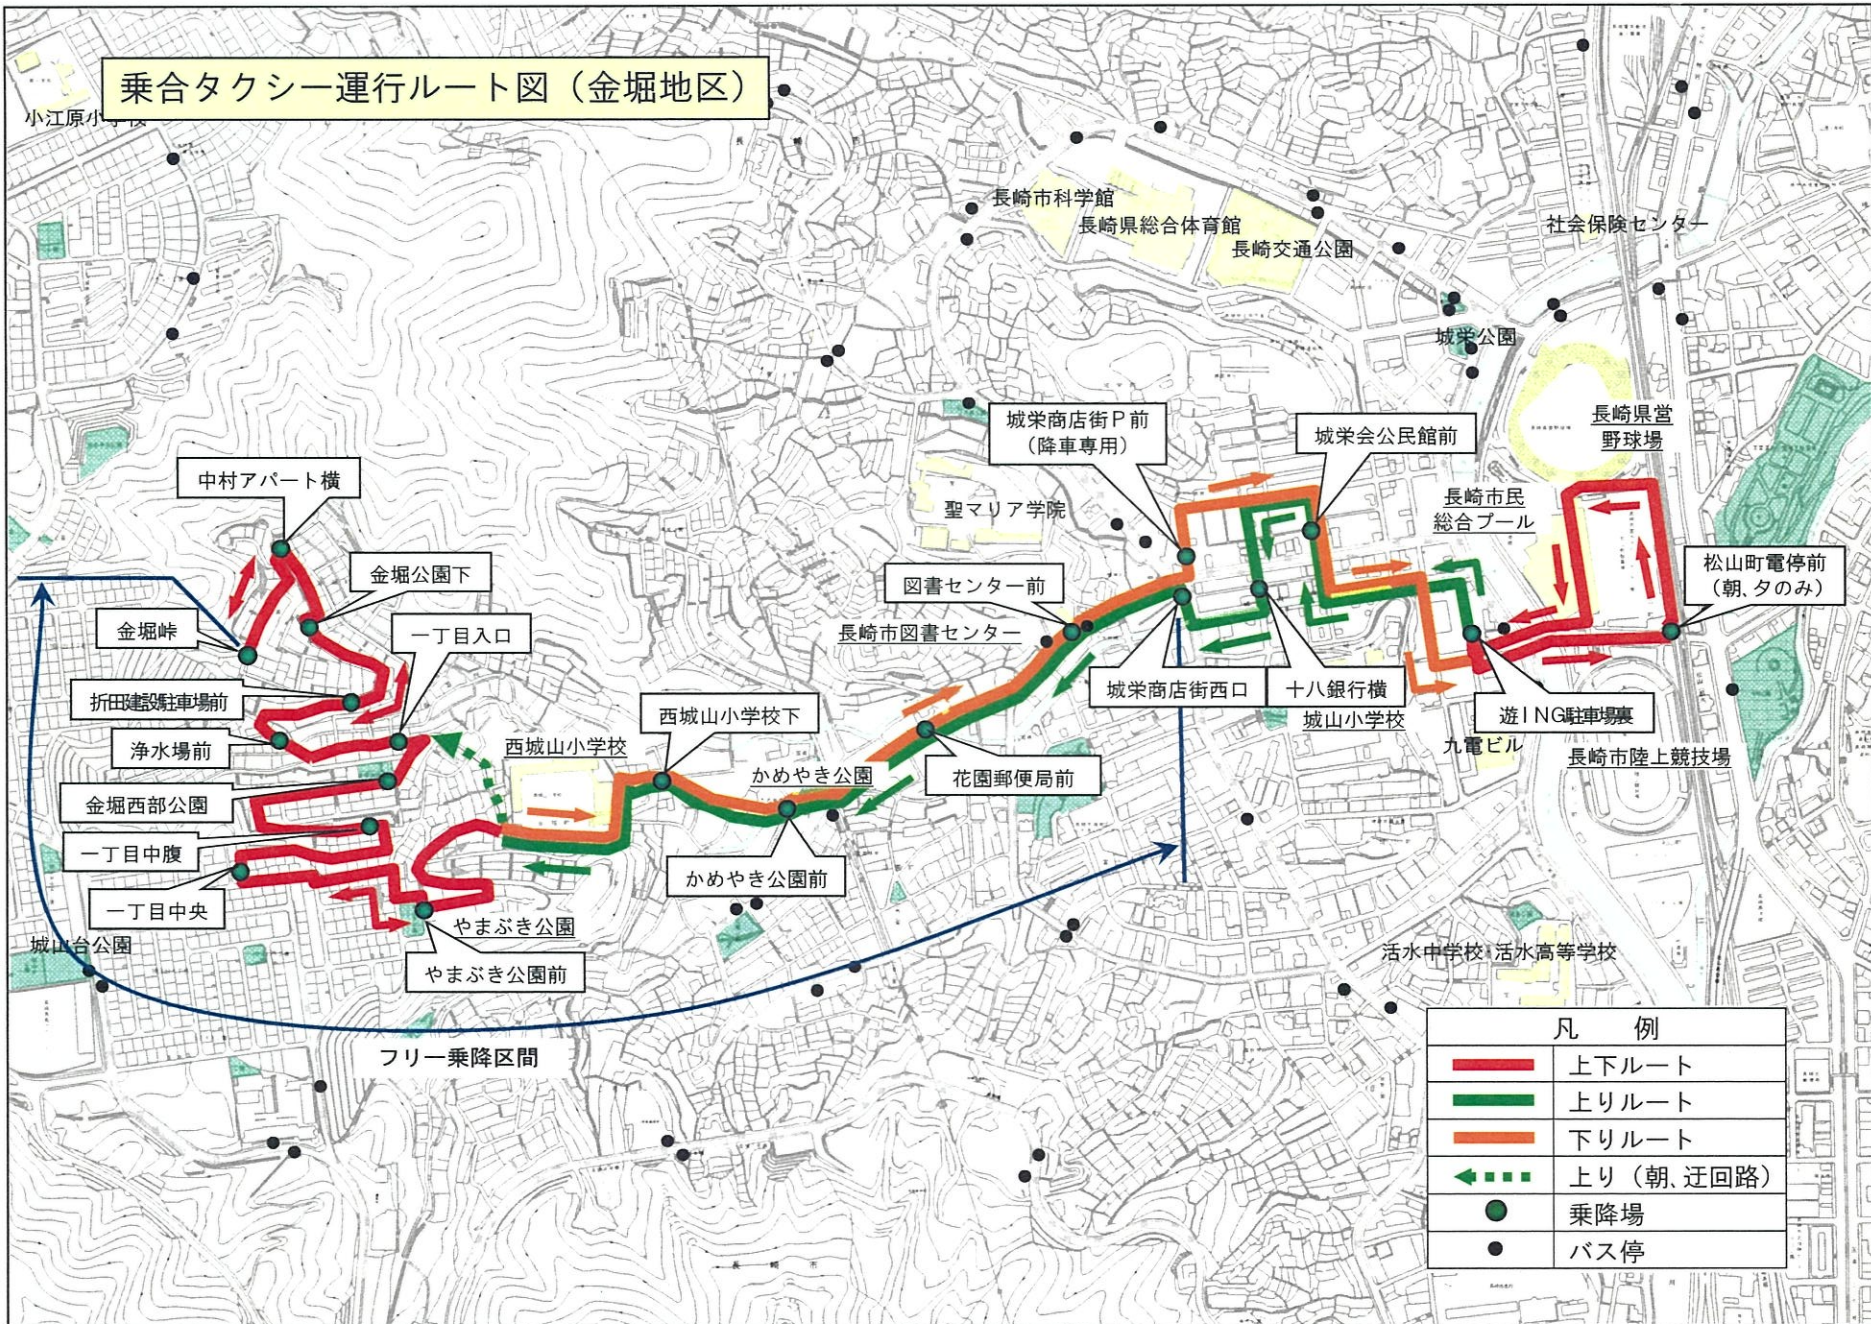 乗合タクシー運行ルート図（金堀地区）
小江原小学校
長崎市科学館
長崎県総合体育館
長崎交通公園
社会保険センター
城栄公園
長崎県営
野球場
城栄商店街Ｐ前
（降車専用）
城栄会公民館前
中村アパート横
聖マリア学院
長崎市民
総合プール
金堀公園下
図書センター前
松山町電停前
（朝、夕のみ）
金堀峠
一丁目入口
長崎市図書センター
折田建設駐車場前
城栄商店街西口
十八銀行横
遊ＩＮＧ駐車場裏
西城山小学校下
城山小学校
浄水場前
西城山小学校
九電ビル
かめやき公園
花園郵便局前
長崎市陸上競技場
金堀西部公園
一丁目中腹
かめやき公園前
一丁目中央
やまぶき公園
城山台公園
やまぶき公園前
活水中学校・活水高等学校
フリー乗降区間
凡　例
上下ルート
上りルート
下りルート
上り（朝、迂回路）
乗降場
バス停
長　崎　市